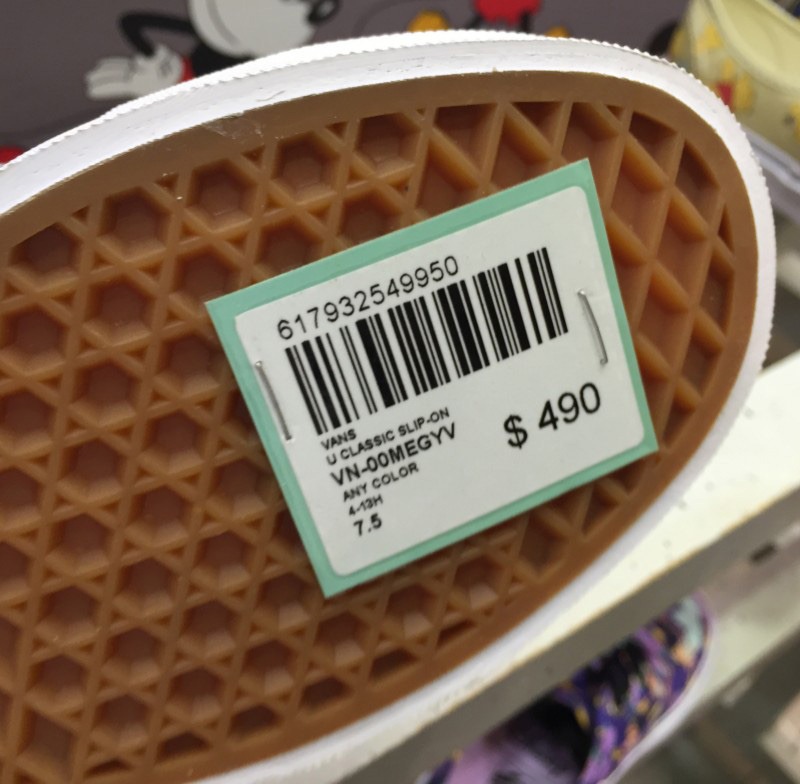 617932549950
VANS
U CLASSIC SLIP-ON
VN-00MEGYV
ANY COLOR
4-13H
7.5
$ 490